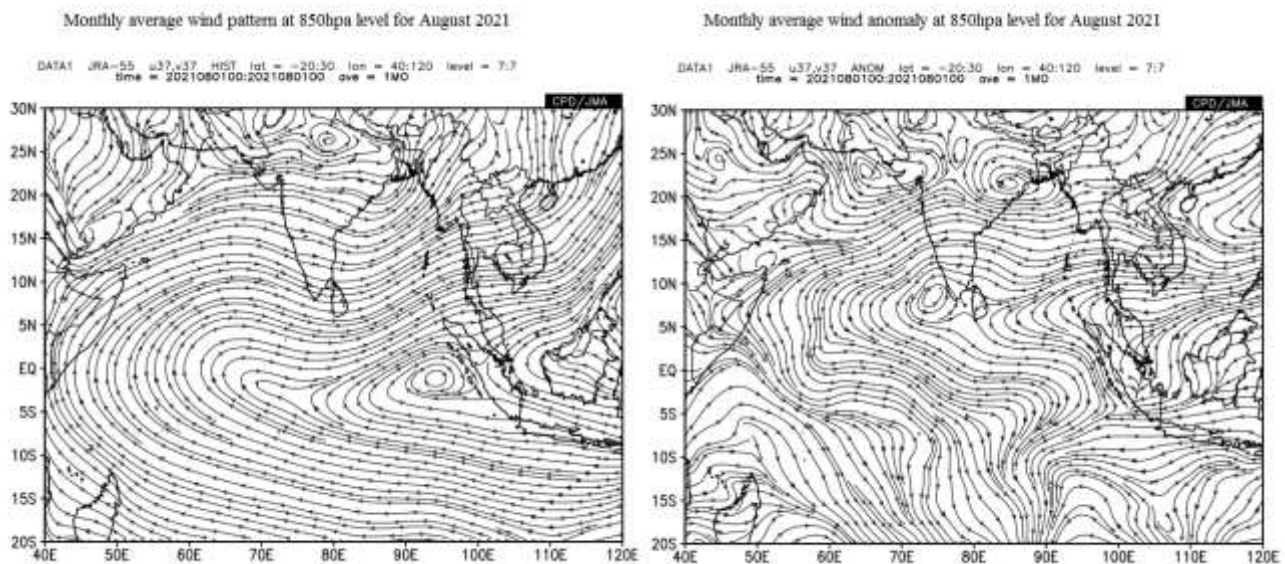 Monthly average wind pattern at 850hpa level for August 2021
DATA1 JRA-55 u37,v37 HIST lat = -20:30 lon = 40:120 level = 7:7
time = 2021080100:2021080100 ave = 1MO
CPD/JMA
30N
25N
20N
15N
10N
5N
EQ
5S
10S
15S
20S
40E 50E 60E 70E 80E 90E 100E 110E 120E
Monthly average wind anomaly at 850hpa level for August 2021
DATA1 JRA-55 u37,v37 ANOM lat = -20:30 lon = 40:120 level = 7:7
time = 2021080100:2021080100 ave = 1MO
CPD/JMA
30N
25N
20N
15N
10N
5N
EQ
5S
10S
15S
20S
40E 50E 60E 70E 80E 90E 100E 110E 120E